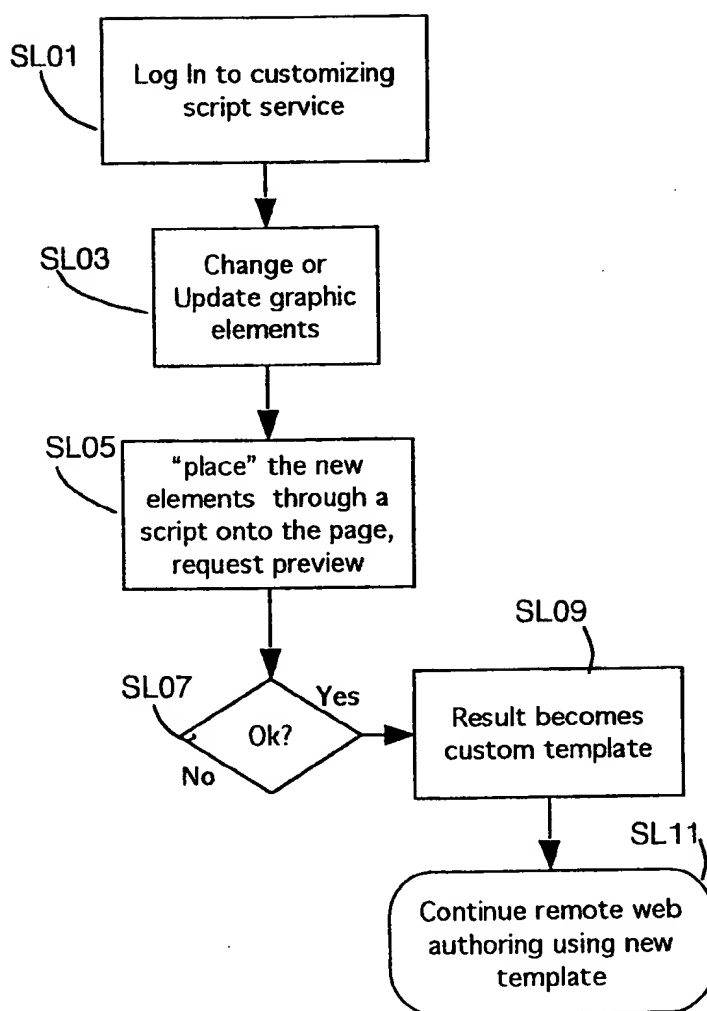 SL01
Log In to customizing
script service
SL03
Change or
Update graphic
elements
SL05
"place" the new
elements through a
script onto the page,
request preview
SL07
Ok?
Yes
No
SL09
Result becomes
custom template
SL11
Continue remote web
authoring using new
template